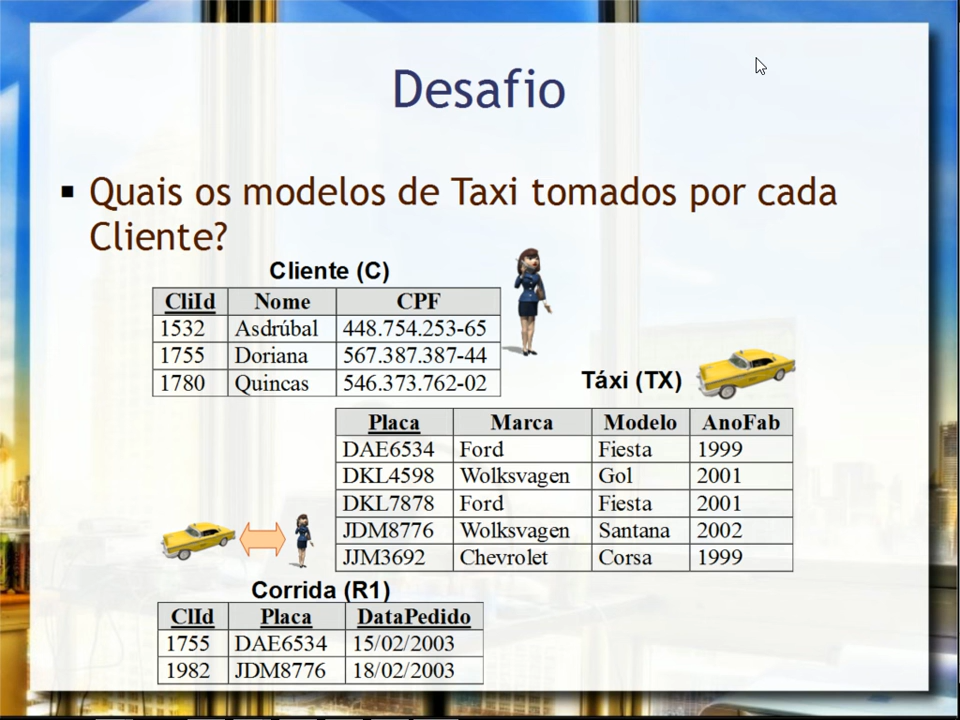 Desafio
Quais os modelos de Taxi tomados por cada
Cliente?
Cliente (C)
CliId Nome CPF
1532 Asdrúbal 448.754.253-65
1755 Doriana 567.387.387-44
1780 Quincas 546.373.762-02
Táxi (TX)
Placa Marca Modelo AnoFab
DAE6534 Ford Fiesta 1999
DKL4598 Wolksvagen Gol 2001
DKL7878 Ford Fiesta 2001
JDM8776 Wolksvagen Santana 2002
JJM3692 Chevrolet Corsa 1999
Corrida (R1)
ClId Placa DataPedido
1755 DAE6534 15/02/2003
1982 JDM8776 18/02/2003